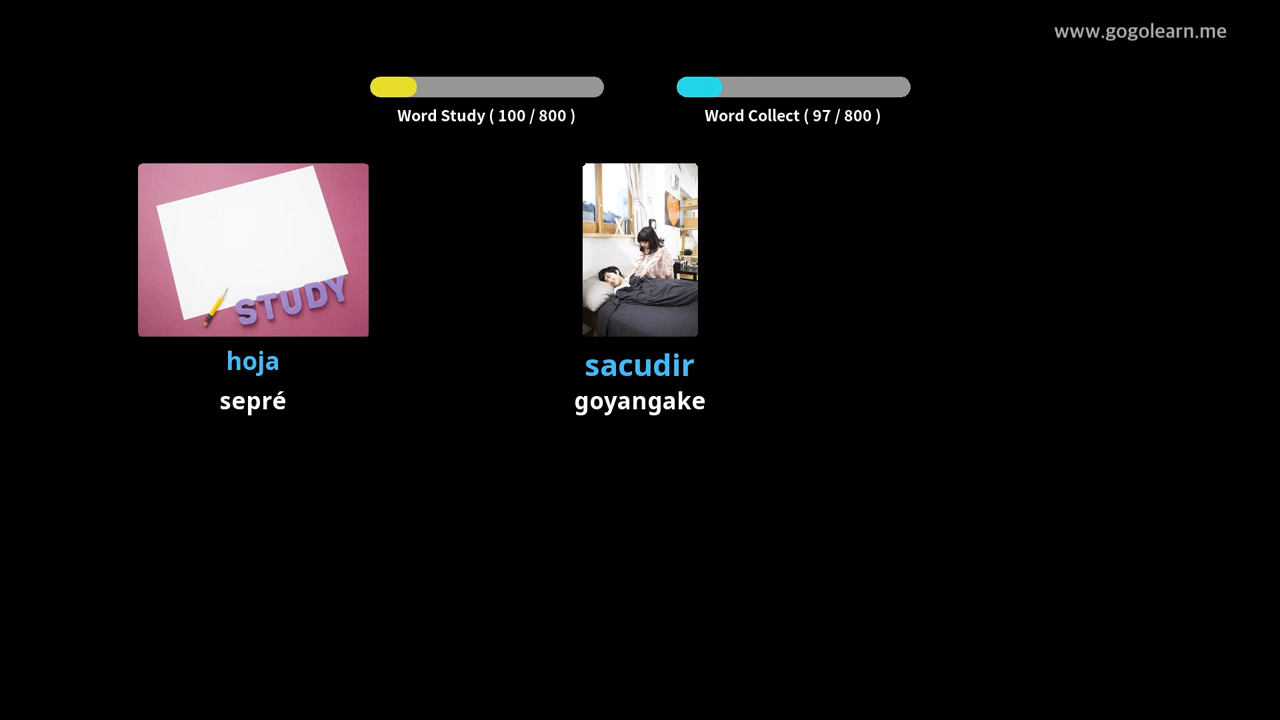 www.gogolearn.me
Word Study ( 100 / 800 )
Word Collect ( 97 / 800 )
STUDY
hoja
sepré
sacudir
goyangake